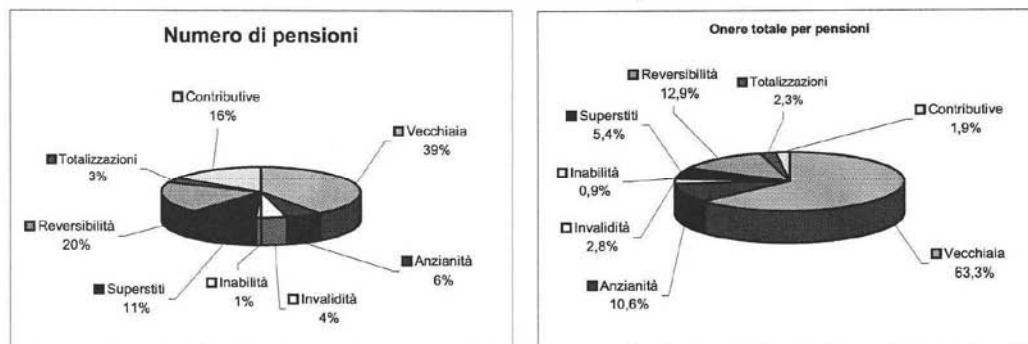 Numero di pensioni
Contributive
16%
Vecchiaia
39%
Totalizzazioni
3%
Reversibilità
20%
Anzianità
6%
Superstiti
11%
Inabilità
1%
Invalidità
4%
Onere totale per pensioni
Reversibilità
12,9%
Totalizzazioni
2,3%
Contributive
1,9%
Superstiti
5,4%
Inabilità
0,9%
Invalidità
2,8%
Vecchiaia
63,3%
Anzianità
10,6%